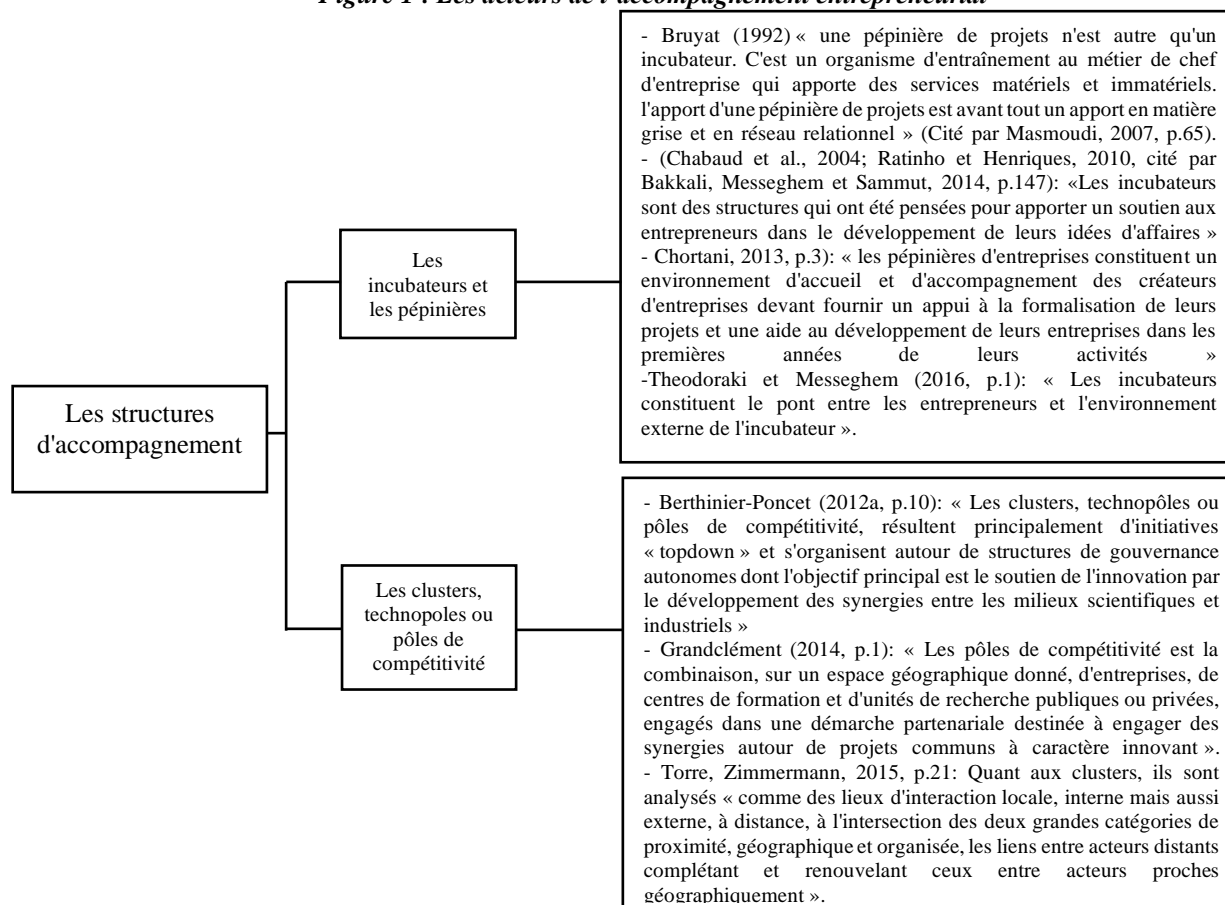 Figure 1 : Les acteurs de l'accompagnement entrepreneurial
Les structures
d'accompagnement
Les
incubateurs et
les pépinières
- Bruyat (1992) « une pépinière de projets n'est autre qu'un
incubateur. C'est un organisme d'entraînement au métier de chef
d'entreprise qui apporte des services matériels et immatériels.
l'apport d'une pépinière de projets est avant tout un apport en matière
grise et en réseau relationnel » (Cité par Masmoudi, 2007, p.65).
- (Chabaud et al., 2004; Ratinho et Henriques, 2010, cité par
Bakkali, Messeghem et Sammut, 2014, p.147): «Les incubateurs
sont des structures qui ont été pensées pour apporter un soutien aux
entrepreneurs dans le développement de leurs idées d'affaires »
- Chortani, 2013, p.3): « les pépinières d'entreprises constituent un
environnement d'accueil et d'accompagnement des créateurs
d'entreprises devant fournir un appui à la formalisation de leurs
projets et une aide au développement de leurs entreprises dans les
premières années de leurs activités »
-Theodoraki et Messeghem (2016, p.1): « Les incubateurs
constituent le pont entre les entrepreneurs et l'environnement
externe de l'incubateur ».
Les clusters,
technopoles ou
pôles de
compétitivité
- Berthinier-Poncet (2012a, p.10): « Les clusters, technopôles ou
pôles de compétitivité, résultent principalement d'initiatives
« topdown » et s'organisent autour de structures de gouvernance
autonomes dont l'objectif principal est le soutien de l'innovation par
le développement des synergies entre les milieux scientifiques et
industriels »
- Grandclément (2014, p.1): « Les pôles de compétitivité est la
combinaison, sur un espace géographique donné, d'entreprises, de
centres de formation et d'unités de recherche publiques ou privées,
engagés dans une démarche partenariale destinée à engager des
synergies autour de projets communs à caractère innovant ».
- Torre, Zimmermann, 2015, p.21: Quant aux clusters, ils sont
analysés « comme des lieux d'interaction locale, interne mais aussi
externe, à distance, à l'intersection des deux grandes catégories de
proximité, géographique et organisée, les liens entre acteurs distants
complétant et renouvelant ceux entre acteurs proches
géographiquement ».